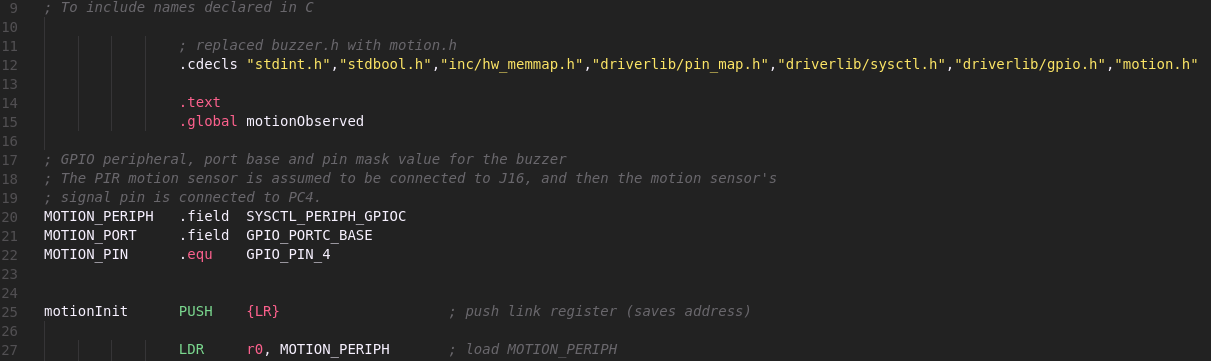 9 ; To include names declared in C
10
11 ; replaced buzzer.h with motion.h
12 .cdecls "stdint.h","stdbool.h","inc/hw_memmap.h","driverlib/pin_map.h","driverlib/sysctl.h","driverlib/gpio.h","motion.h"
13
14 .text
15 .global motionObserved
16
17 ; GPIO peripheral, port base and pin mask value for the buzzer
18 ; The PIR motion sensor is assumed to be connected to J16, and then the motion sensor's
19 ; signal pin is connected to PC4.
20 MOTION_PERIPH .field SYSCTL_PERIPH_GPIOC
21 MOTION_PORT .field GPIO_PORTC_BASE
22 MOTION_PIN .equ GPIO_PIN_4
23
24
25 motionInit PUSH {LR} ; push link register (saves address)
26
27 LDR r0, MOTION_PERIPH ; load MOTION_PERIPH